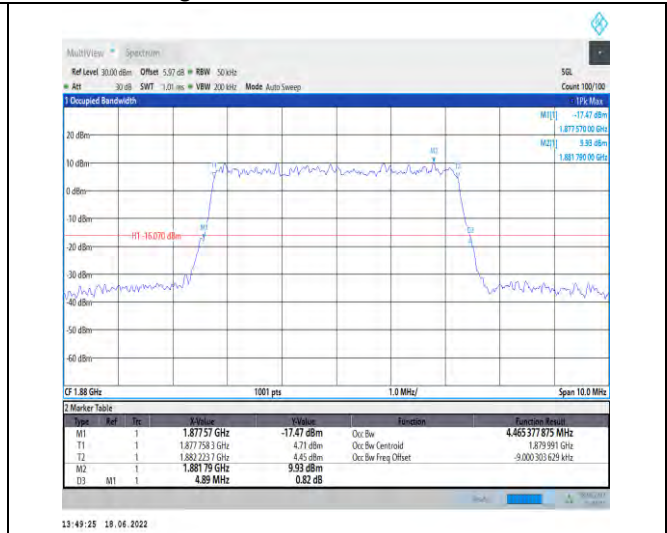 MultiView Spectrum
Ref Level 30.00 dBm Offset 5.97 dB RBW 50 kHz SGL
Att 30 dB SWT 1.01 ms VBW 200 kHz Mode Auto Sweep Count 100/100
1 Occupied Bandwidth 1Pk Max
M1[1] -17.47 dBm
1.877 570 00 GHz
M2[1] 9.93 dBm
1.881 790 00 GHz
20 dBm
M2
10 dBm
T1 T2
0 dBm
-10 dBm
M1 D3
H1 -16.070 dBm
-20 dBm
-30 dBm
-40 dBm
-50 dBm
-60 dBm
CF 1.88 GHz 1001 pts 1.0 MHz/ Span 10.0 MHz
2 Marker Table
Type Ref Trc X-Value Y-Value Function Function Result
M1 1 1.877 57 GHz -17.47 dBm Occ Bw 4.465 377 875 MHz
T1 1 1.877 758 3 GHz 4.71 dBm Occ Bw Centroid 1.879 991 GHz
T2 1 1.882 223 7 GHz 4.45 dBm Occ Bw Freq Offset -9.000 303 629 kHz
M2 1 1.881 79 GHz 9.93 dBm
D3 M1 1 4.89 MHz 0.82 dB
13:49:25 18.06.2022